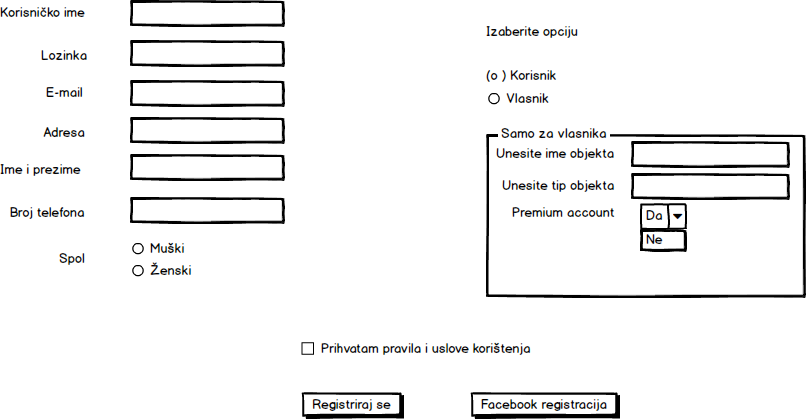 Korisničko ime
Lozinka
E-mail
Adresa
Ime i prezime
Broj telefona
Spol
Muški
Ženski
Izaberite opciju
(o ) Korisnik
Vlasnik
Samo za vlasnika
Unesite ime objekta
Unesite tip objekta
Premium account
Da
Ne
Prihvatam pravila i uslove korištenja
Registriraj se
Facebook registracija